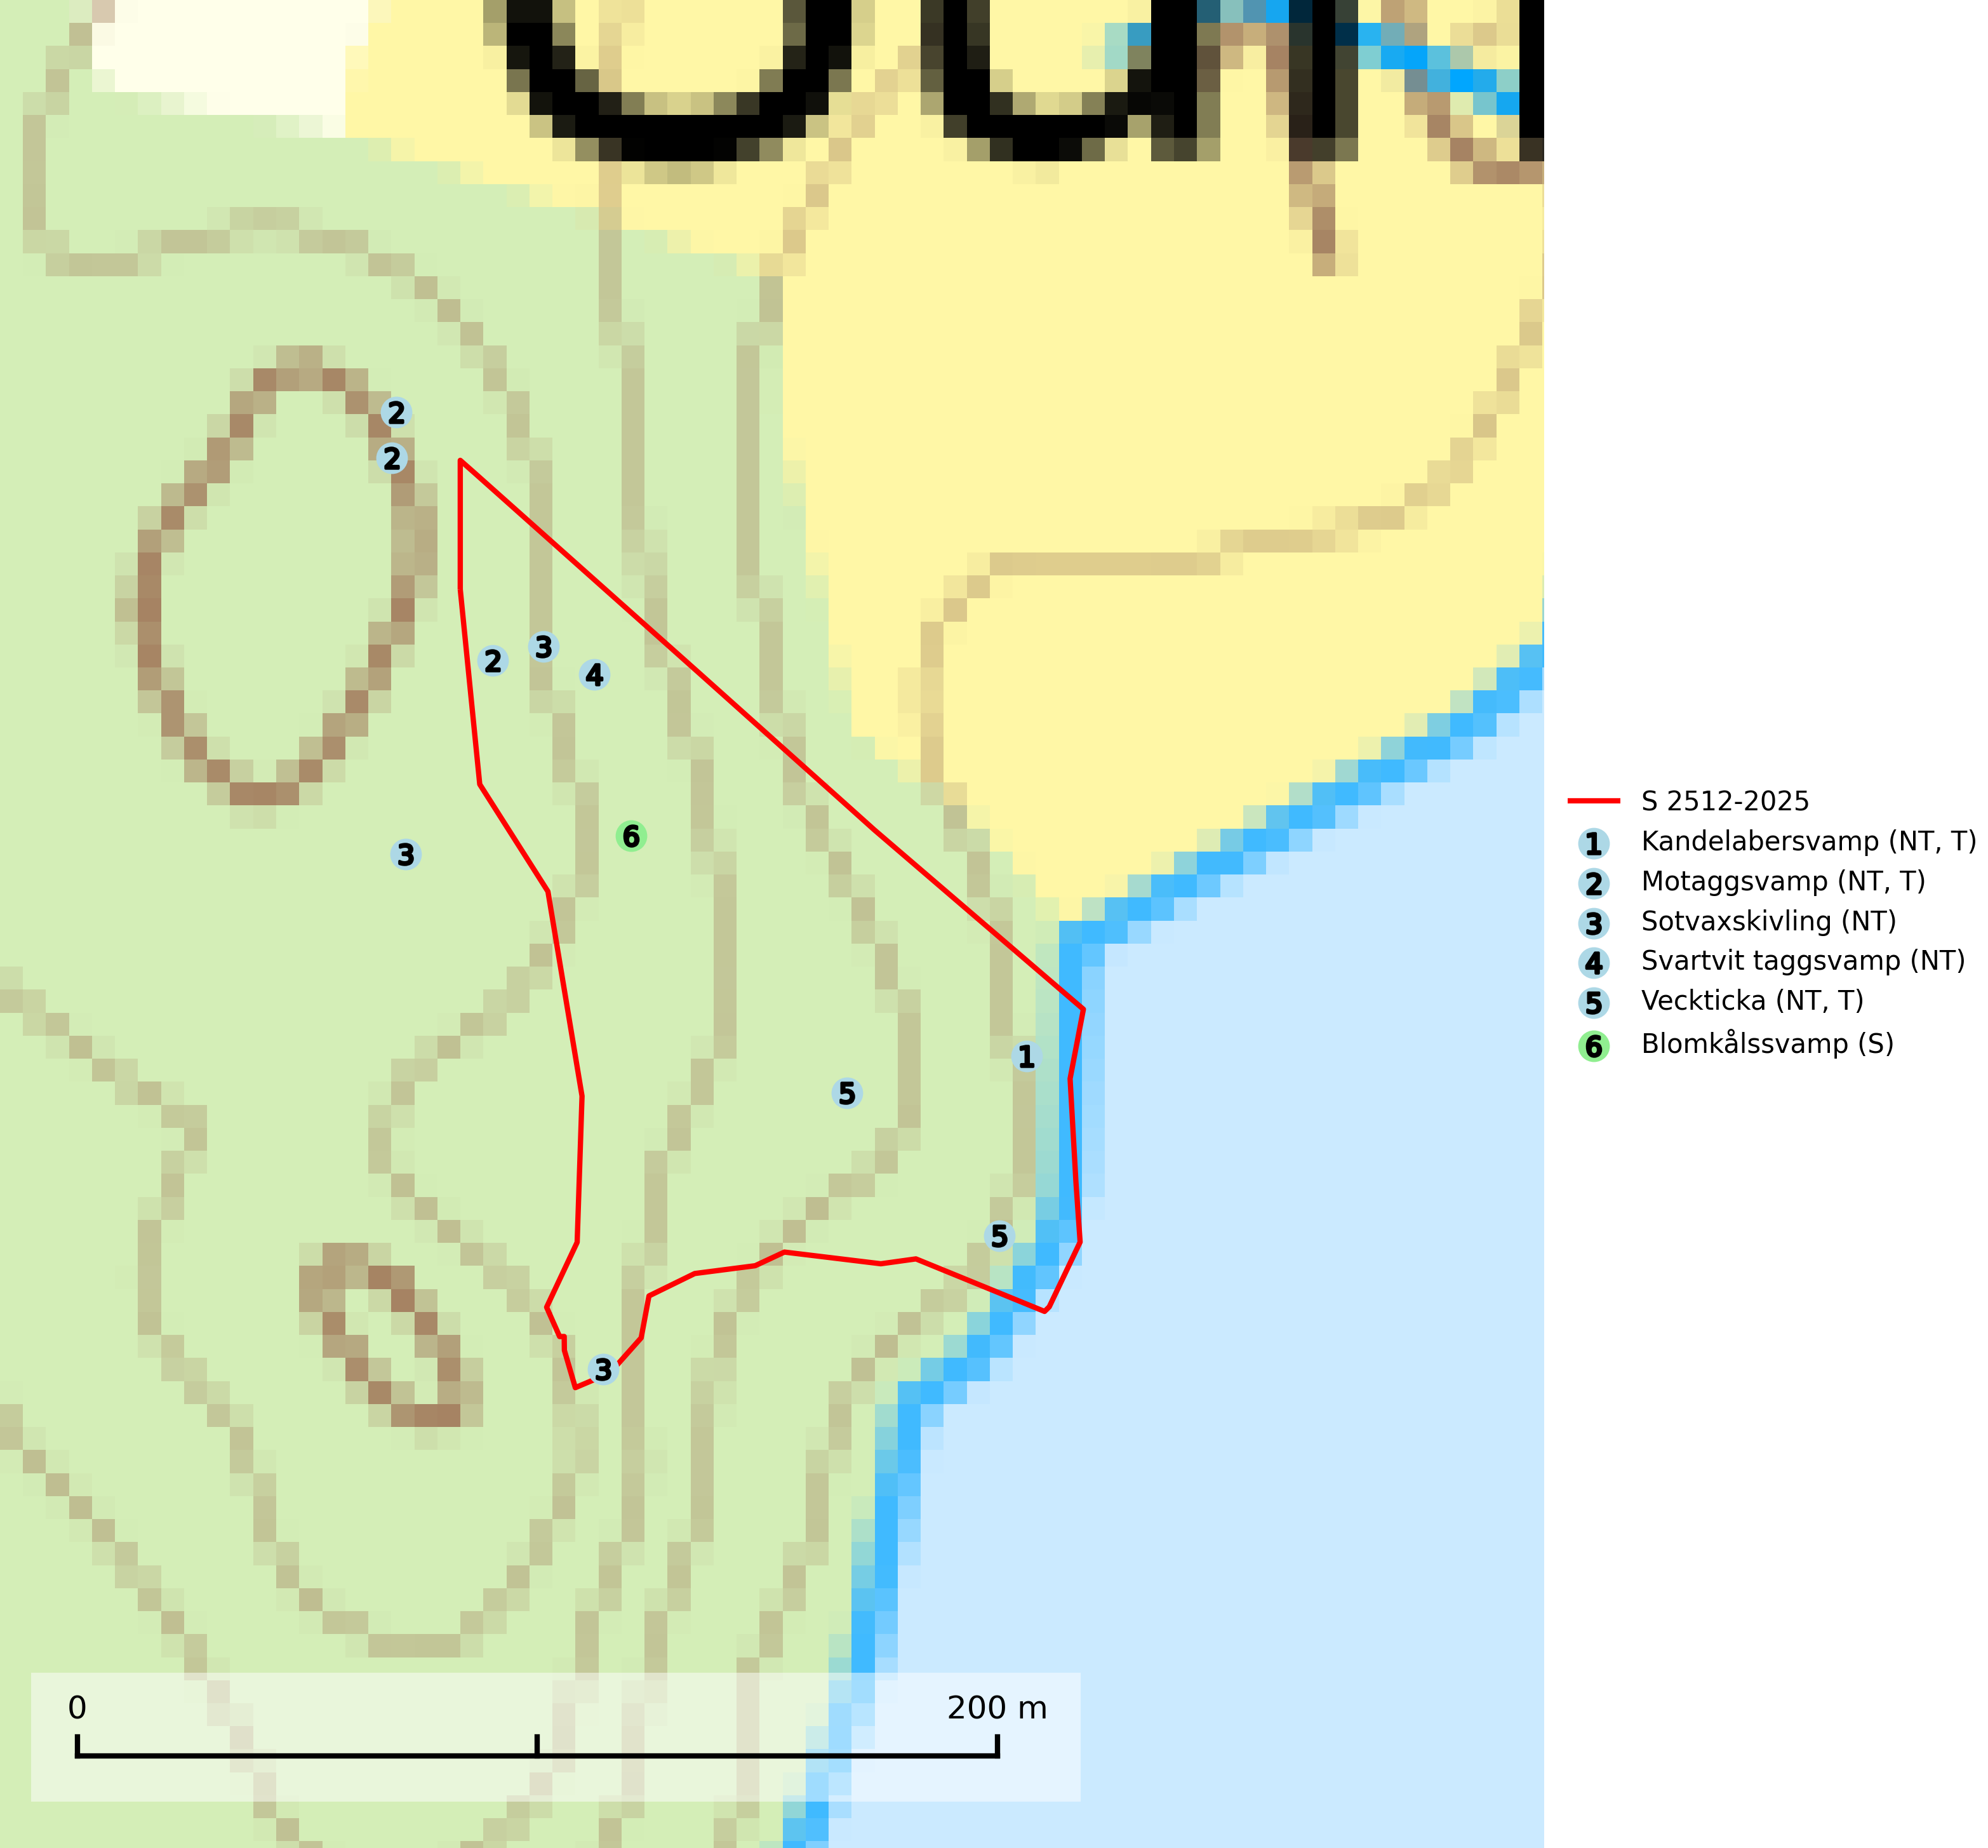 2
2
3
2
4
6
3
1
5
5
3
S 2512-2025
1 Kandelabersvamp (NT, T)
2 Motaggsvamp (NT, T)
3 Sotvaxskivling (NT)
4 Svartvit taggsvamp (NT)
5 Veckticka (NT, T)
6 Blomkålssvamp (S)
0 200 m